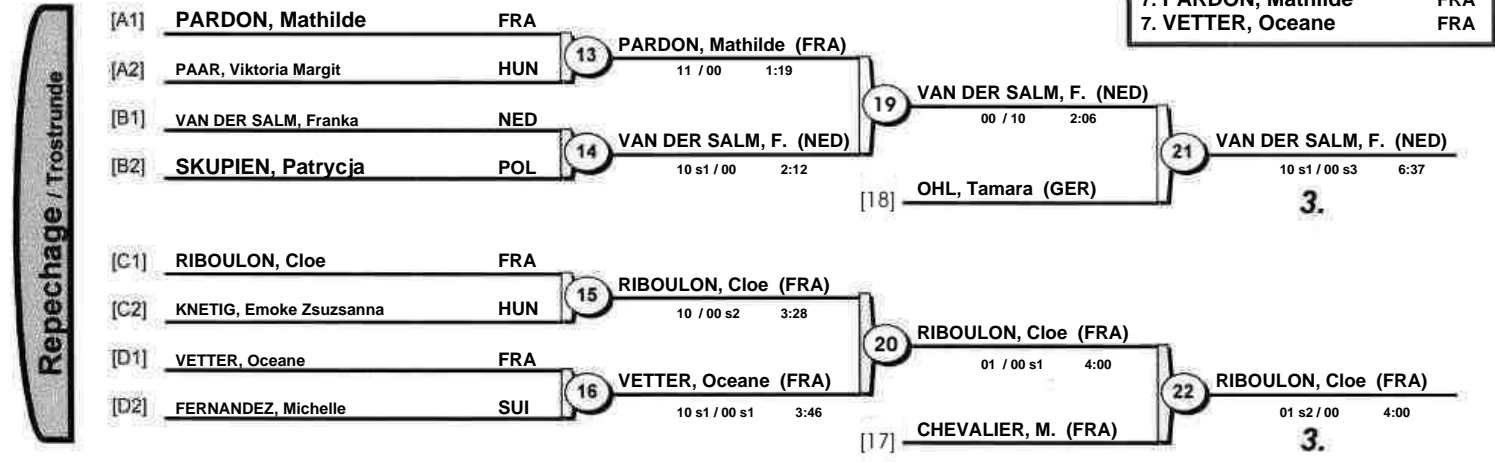 7. PARDON, Mathilde FRA
7. VETTER, Oceane FRA
Repechage / Trostrunde
[A1] PARDON, Mathilde FRA
[A2] PAAR, Viktoria Margit HUN
13 PARDON, Mathilde (FRA)
11 / 00 1:19
[B1] VAN DER SALM, Franka NED
[B2] SKUPIEN, Patrycja POL
14 VAN DER SALM, F. (NED)
10 s1 / 00 2:12
19 VAN DER SALM, F. (NED)
00 / 10 2:06
[18] OHL, Tamara (GER)
21 VAN DER SALM, F. (NED)
10 s1 / 00 s3 6:37
3.
[C1] RIBOULON, Cloe FRA
[C2] KNETIG, Emoke Zsuzsanna HUN
15 RIBOULON, Cloe (FRA)
10 / 00 s2 3:28
[D1] VETTER, Oceane FRA
[D2] FERNANDEZ, Michelle SUI
16 VETTER, Oceane (FRA)
10 s1 / 00 s1 3:46
20 RIBOULON, Cloe (FRA)
01 / 00 s1 4:00
[17] CHEVALIER, M. (FRA)
22 RIBOULON, Cloe (FRA)
01 s2 / 00 4:00
3.